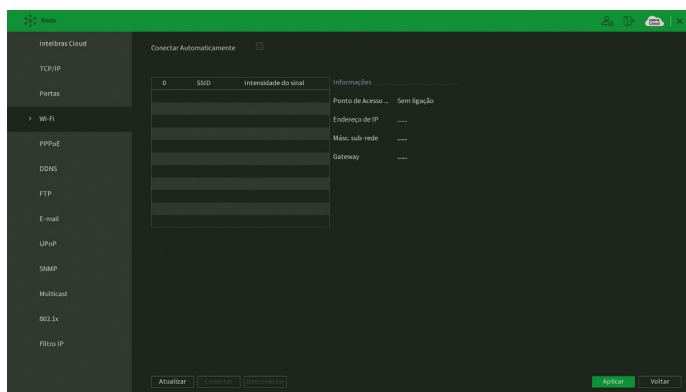 Rede
Intelbras Cloud
TCP/IP
Portas
Wi-Fi
PPPoE
DDNS
FTP
E-mail
UPnP
SNMP
Multicast
802.1x
Filtro IP
Conectar Automaticamente
0 SSID Intensidade do sinal
Informações
Ponto de Acesso ... Sem ligação
Endereço de IP
Másc. sub-rede
Gateway
Atualizar Conectar Desconectar
Aplicar Voltar